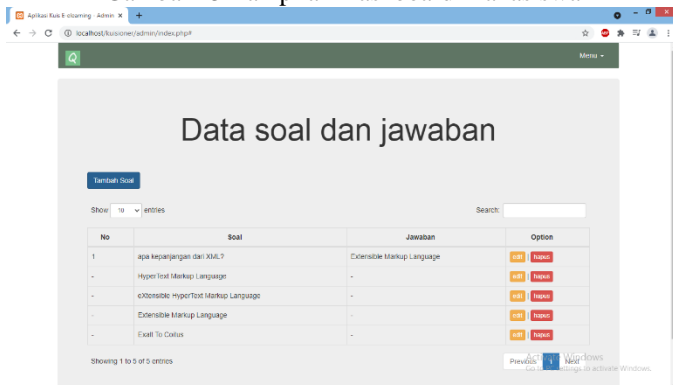 Aplikasi Kuis E-elearning - Admin
localhost/kuisioner/admin/index.php#
Q
Menu
Data soal dan jawaban
Tambah Soal
Show 10 entries
Search:
No Soal Jawaban Option
1 apa kepanjangan dari XML? Extensible Markup Language edit | hapus
- HyperText Markup Language - edit | hapus
- eXtensible HyperText Markup Language - edit | hapus
- Extensible Markup Language - edit | hapus
- Exall To Coitus - edit | hapus
Showing 1 to 5 of 5 entries
Previous 1 Next
Activate Windows
Go to Settings to activate Windows.